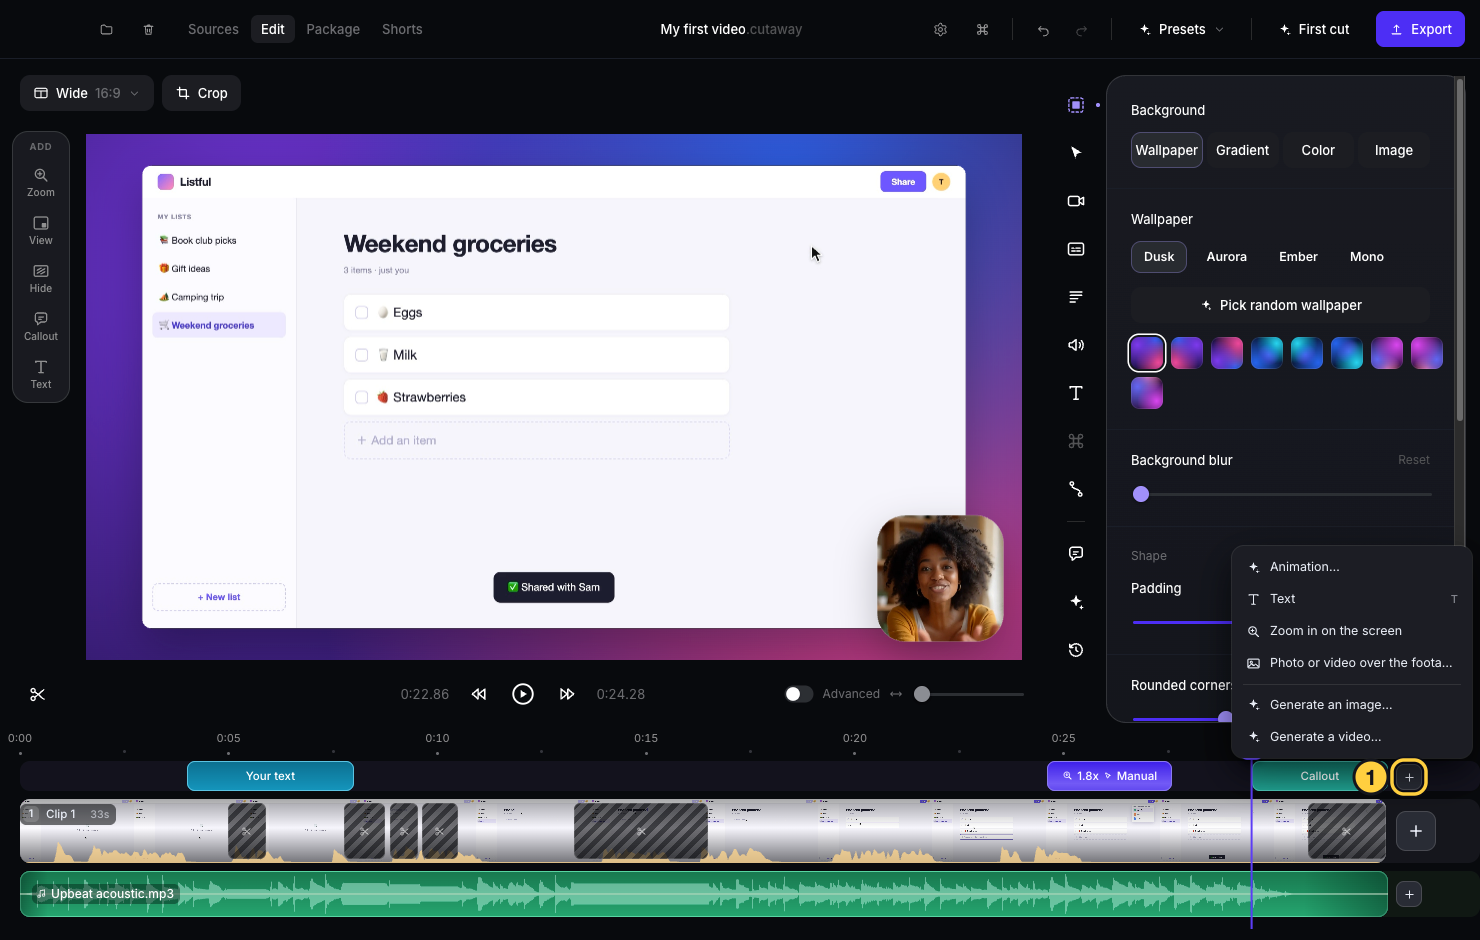 Sources
Edit
Package
Shorts
My first video.cutaway
Presets
First cut
Export
Wide 16:9
Crop
ADD
Zoom
View
Hide
Callout
Text
Listful
Share
T
MY LISTS
Book club picks
Gift ideas
Camping trip
Weekend groceries
+ New list
Weekend groceries
3 items · just you
Eggs
Milk
Strawberries
+ Add an item
Shared with Sam
Background
Wallpaper
Gradient
Color
Image
Wallpaper
Dusk
Aurora
Ember
Mono
Pick random wallpaper
Background blur
Reset
Shape
Padding
Rounded corner
Animation...
Text T
Zoom in on the screen
Photo or video over the foota...
Generate an image...
Generate a video...
0:22.86
0:24.28
Advanced
0:00
0:05
0:10
0:15
0:20
0:25
Your text
1.8x Manual
Callout
1
1 Clip 1 33s
Upbeat acoustic.mp3